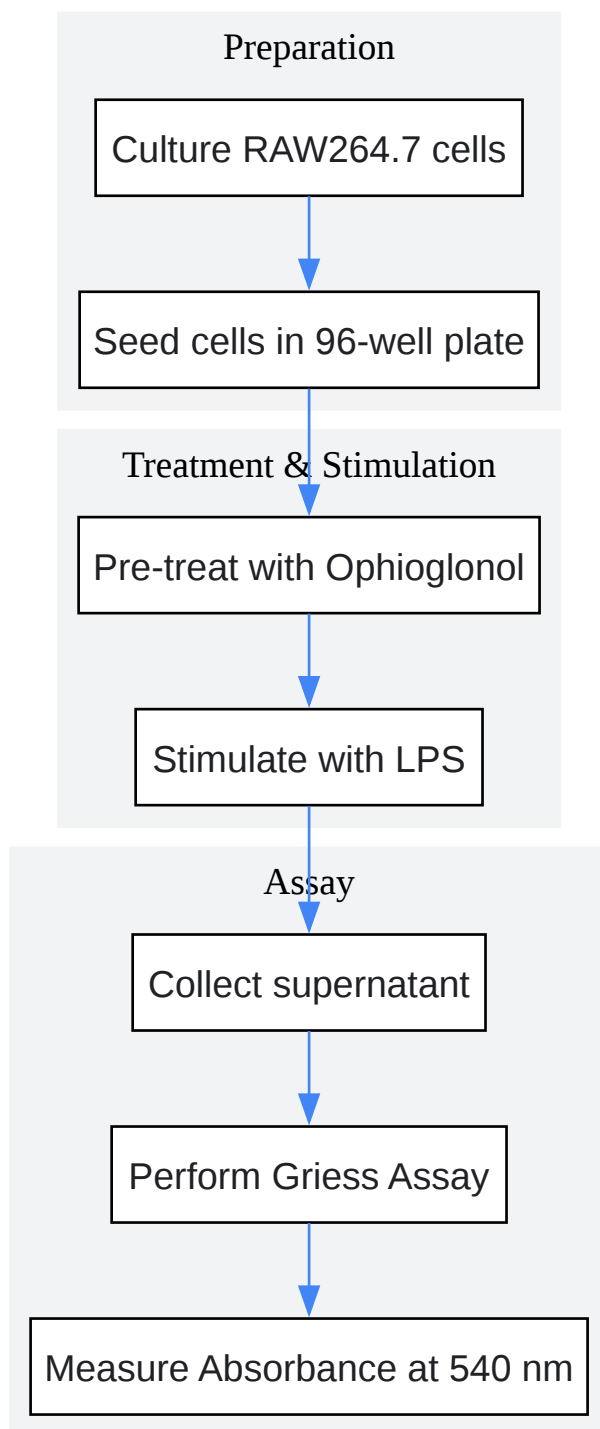 Preparation
Culture RAW264.7 cells
Seed cells in 96-well plate
Treatment & Stimulation
Pre-treat with Ophioglonol
Stimulate with LPS
Assay
Collect supernatant
Perform Griess Assay
Measure Absorbance at 540 nm